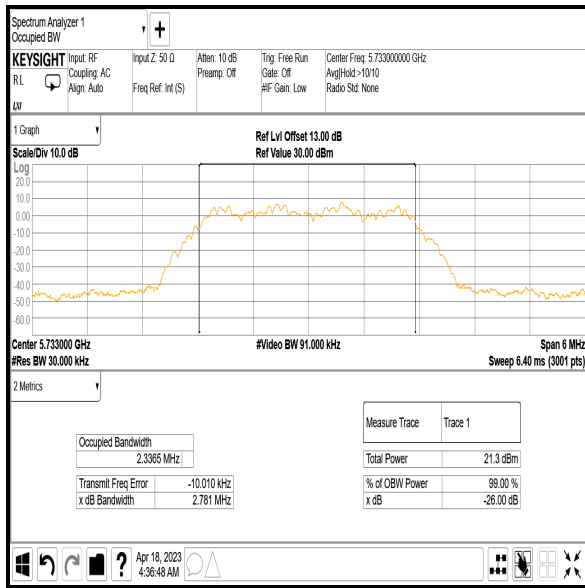 Spectrum Analyzer 1
Occupied BW
KEYSIGHT
RL
LXI
Input: RF
Coupling: AC
Align: Auto
Input Z: 50 Ω
Freq Ref: Int (S)
Atten: 10 dB
Preamp: Off
Trig: Free Run
Gate: Off
#IF Gain: Low
Center Freq: 5.733000000 GHz
Avg|Hold:>10/10
Radio Std: None
1 Graph
Scale/Div 10.0 dB
Ref Lvl Offset 13.00 dB
Ref Value 30.00 dBm
Log
20.0
10.0
0.00
-10.0
-20.0
-30.0
-40.0
-50.0
-60.0
Center 5.733000 GHz
#Res BW 30.000 kHz
#Video BW 91.000 kHz
Span 6 MHz
Sweep 6.40 ms (3001 pts)
2 Metrics
Occupied Bandwidth
2.3365 MHz
Transmit Freq Error -10.010 kHz
x dB Bandwidth 2.781 MHz
Measure Trace Trace 1
Total Power 21.3 dBm
% of OBW Power 99.00 %
x dB -26.00 dB
?
Apr 18, 2023
4:36:48 AM